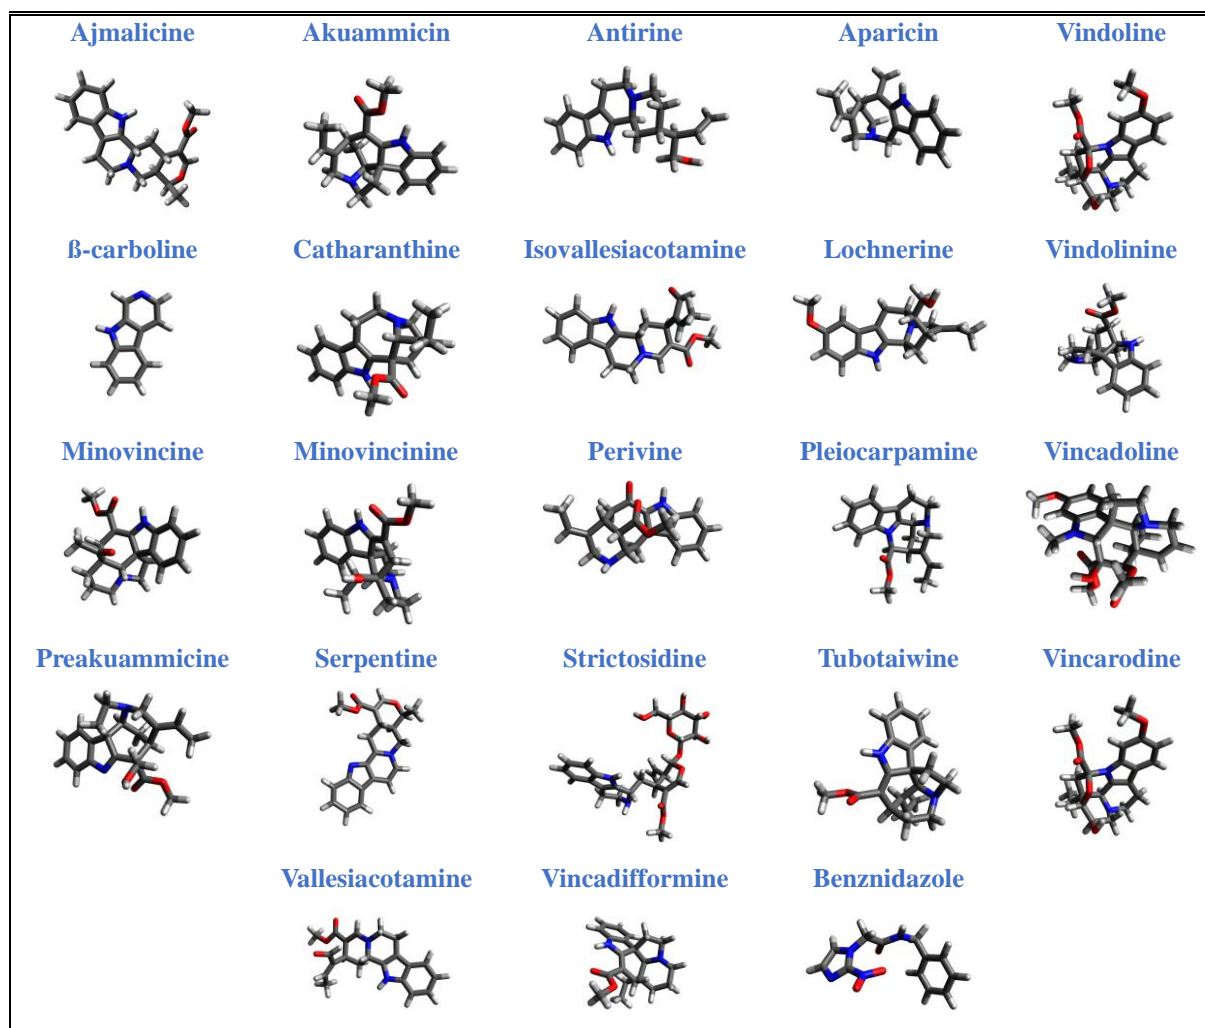 Ajmalicine Akuammicin Antirine Aparicin Vindoline
ß-carboline Catharanthine Isovallesiacotamine Lochnerine Vindolinine
Minovincine Minovincinine Perivine Pleiocarpamine Vincadoline
Preakuammicine Serpentine Strictosidine Tubotaiwine Vincarodine
Vallesiacotamine Vincadifformine Benznidazole